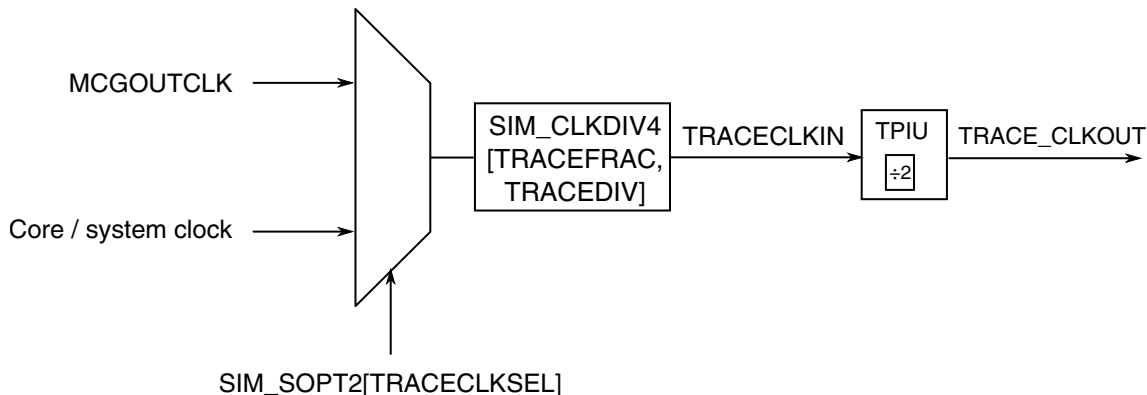 MCGOUTCLK
Core / system clock
SIM_SOPT2[TRACECLKSEL]
SIM_CLKDIV4
[TRACEFRAC,
TRACEDIV]
TRACECLKIN
TPIU
÷2
TRACE_CLKOUT